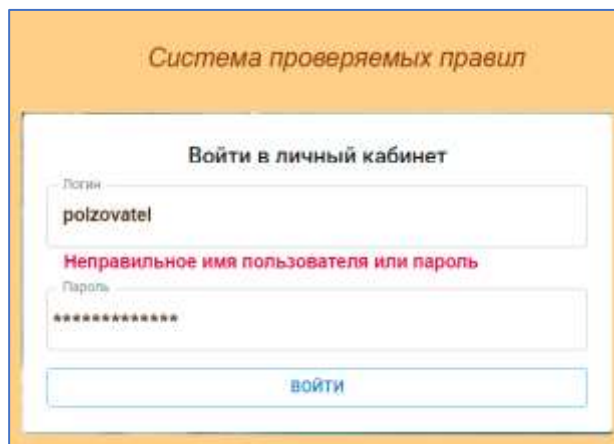 Система проверяемых правил
Войти в личный кабинет
Логин
polzovatel
Неправильное имя пользователя или пароль
Пароль
*************
ВОЙТИ